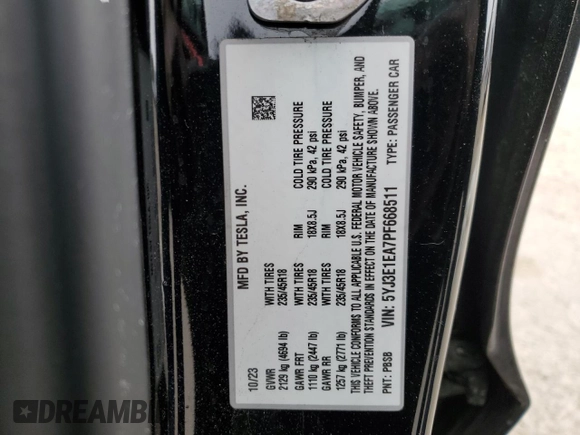 10/23 MFD BY TESLA, INC.
GVWR WITH TIRES RIM COLD TIRE PRESSURE
2129 kg (4694 lb) 235/45R18 18X8.5J 290 kPa, 42 psi
GAWR FRT WITH TIRES RIM COLD TIRE PRESSURE
1110 kg (2447 lb) 235/45R18 18X8.5J 290 kPa, 42 psi
GAWR RR
1257 kg (2771 lb) 235/45R18
THIS VEHICLE CONFORMS TO ALL APPLICABLE U.S. FEDERAL MOTOR VEHICLE SAFETY, BUMPER, AND
THEFT PREVENTION STANDARDS IN EFFECT ON THE DATE OF MANUFACTURE SHOWN ABOVE.
PNT: PBSB VIN: 5YJ3E1EA7PF668511 TYPE: PASSENGER CAR
DREAMBI